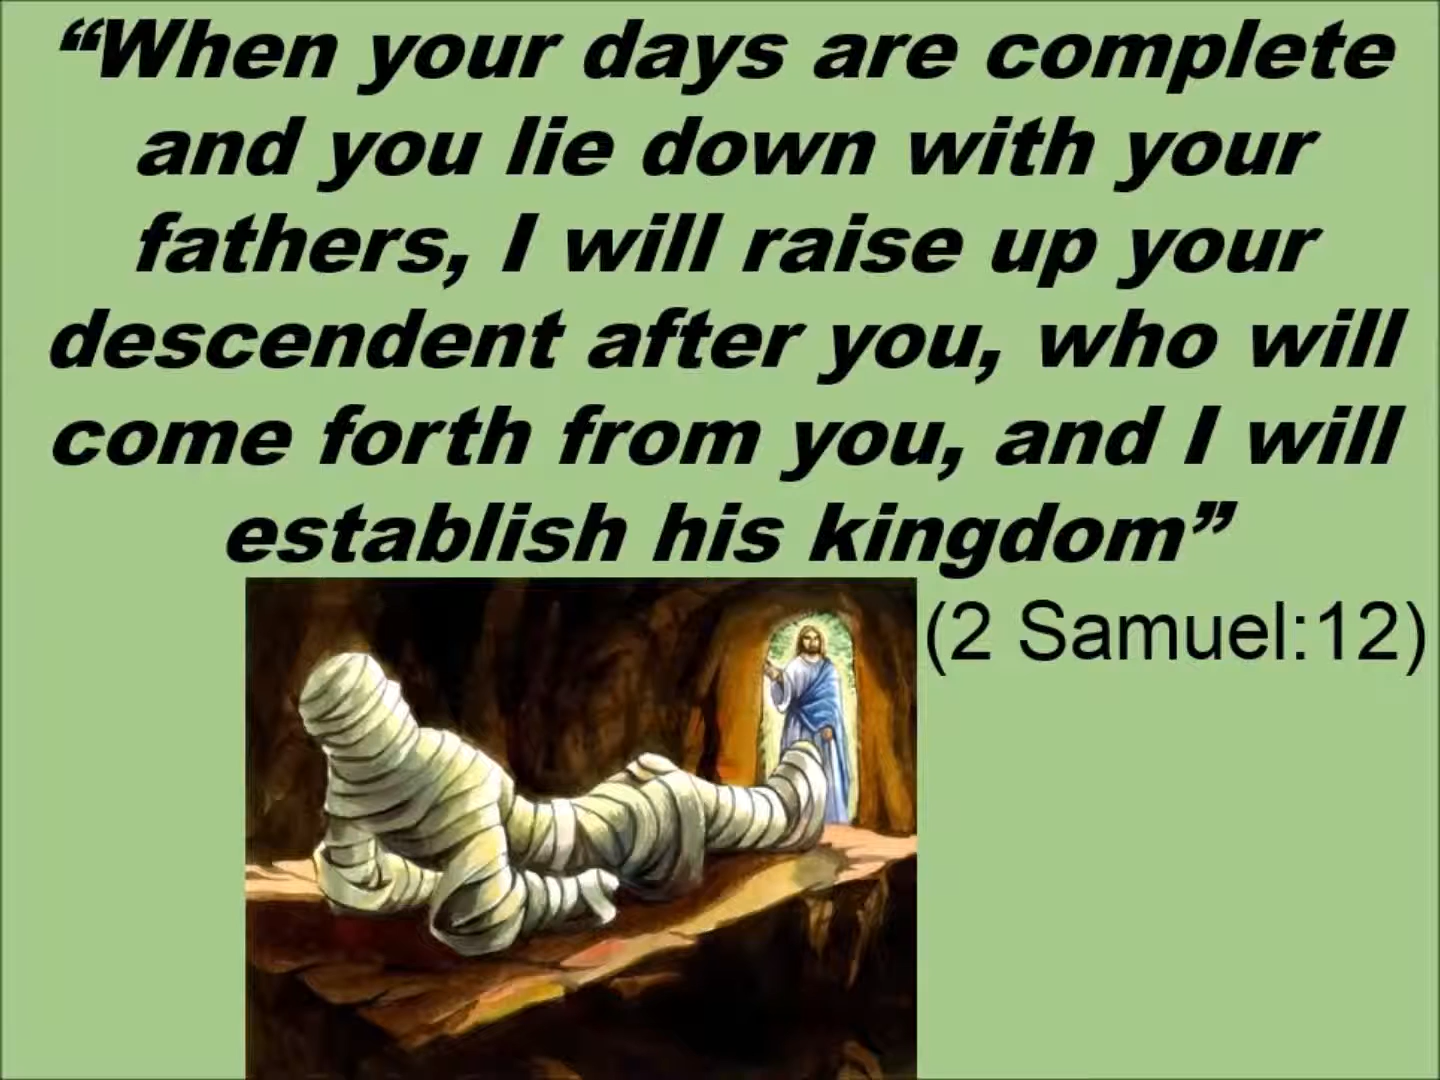 “When your days are complete
and you lie down with your
fathers, I will raise up your
descendent after you, who will
come forth from you, and I will
establish his kingdom”
(2 Samuel:12)